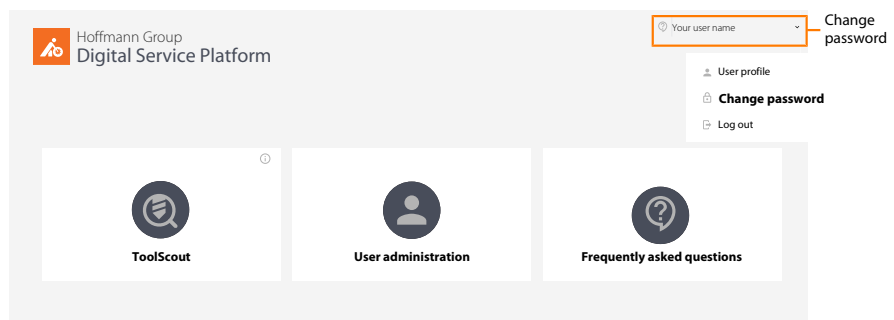 Hoffmann Group
Digital Service Platform
Your user name
Change
password
User profile
Change password
Log out
ToolScout
User administration
Frequently asked questions